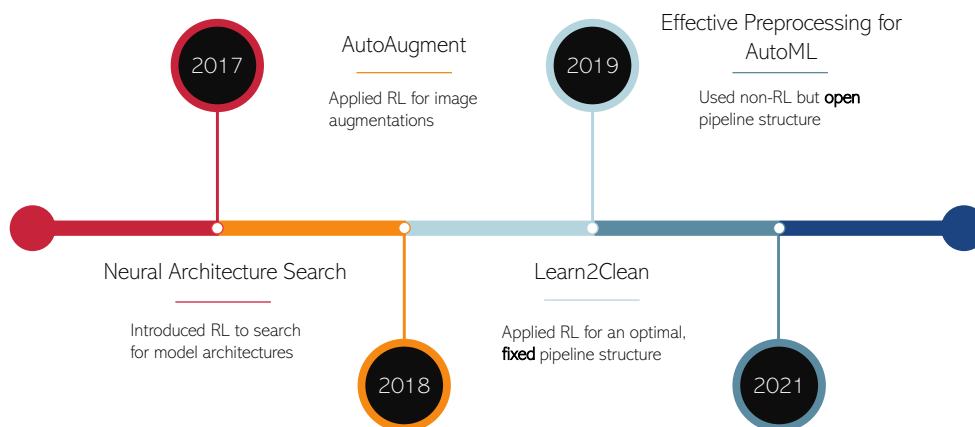 2017
Neural Architecture Search
Introduced RL to search
for model architectures
AutoAugment
Applied RL for image
augmentations
2018
2019
Learn2Clean
Applied RL for an optimal,
fixed pipeline structure
Effective Preprocessing for
AutoML
Used non-RL but open
pipeline structure
2021